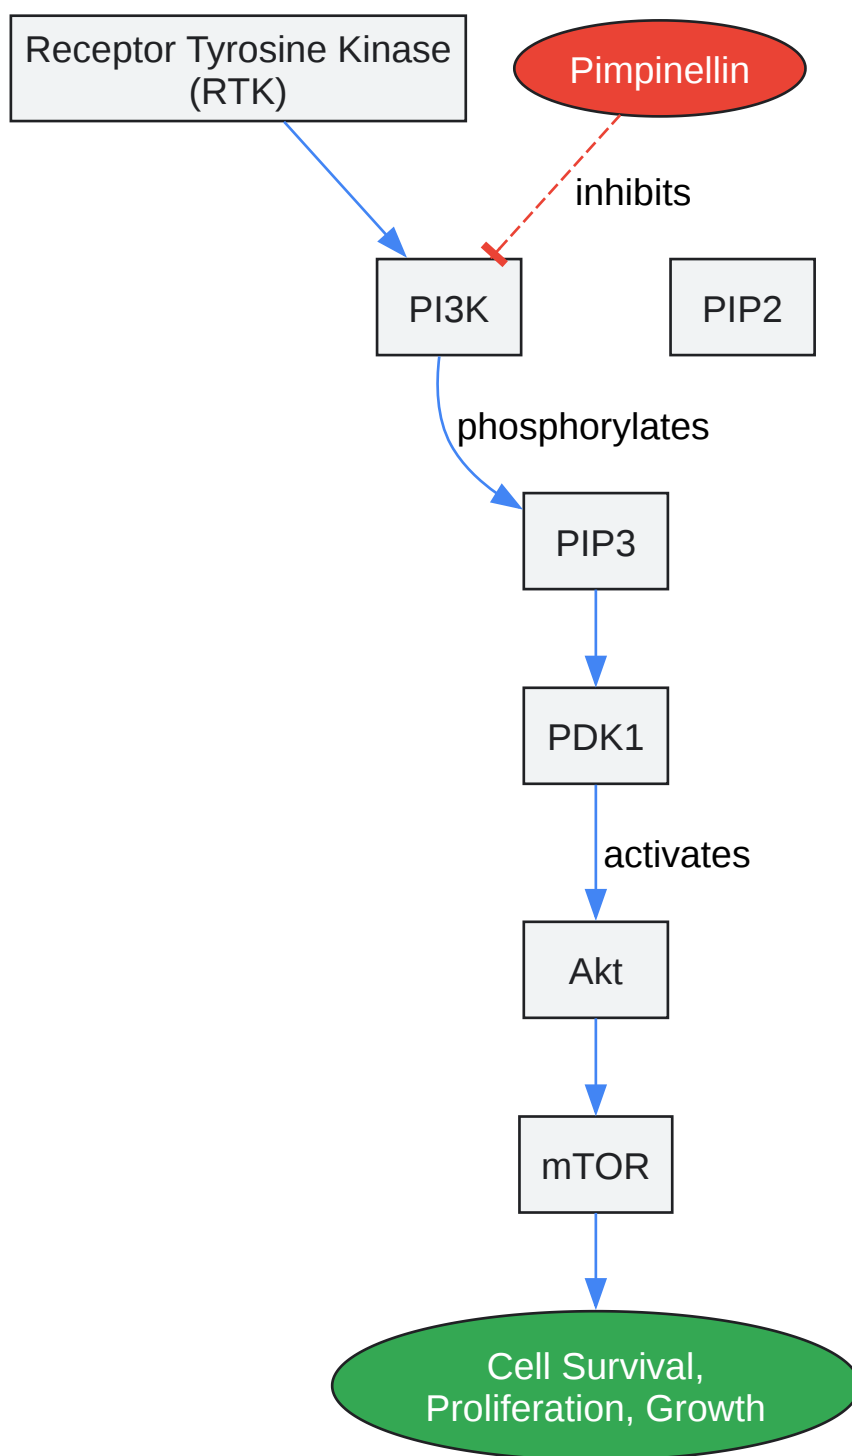 Receptor Tyrosine Kinase
(RTK)
Pimpinellin
inhibits
PI3K
PIP2
phosphorylates
PIP3
PDK1
activates
Akt
mTOR
Cell Survival,
Proliferation, Growth